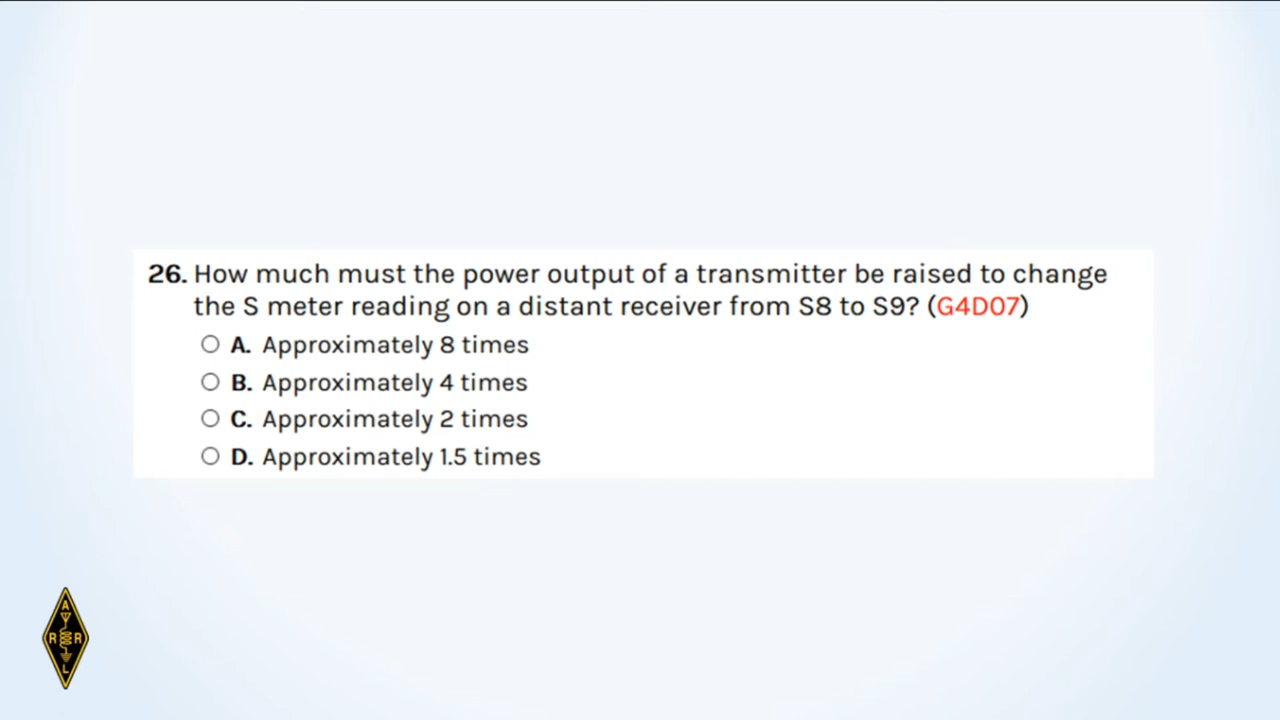 26. How much must the power output of a transmitter be raised to change
the S meter reading on a distant receiver from S8 to S9? (G4D07)
A. Approximately 8 times
B. Approximately 4 times
C. Approximately 2 times
D. Approximately 1.5 times
A
R R
L